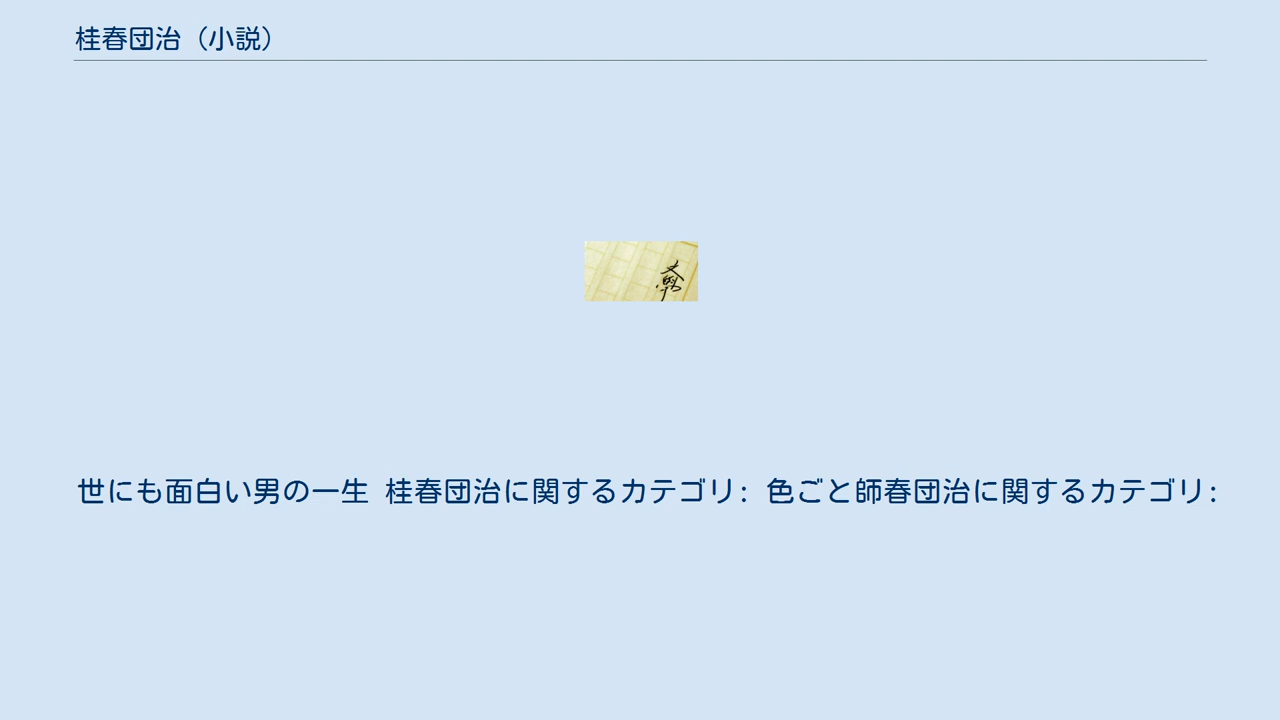 桂春団治（小説）
世にも面白い男の一生 桂春団治に関するカテゴリ: 色ごと師春団治に関するカテゴリ: